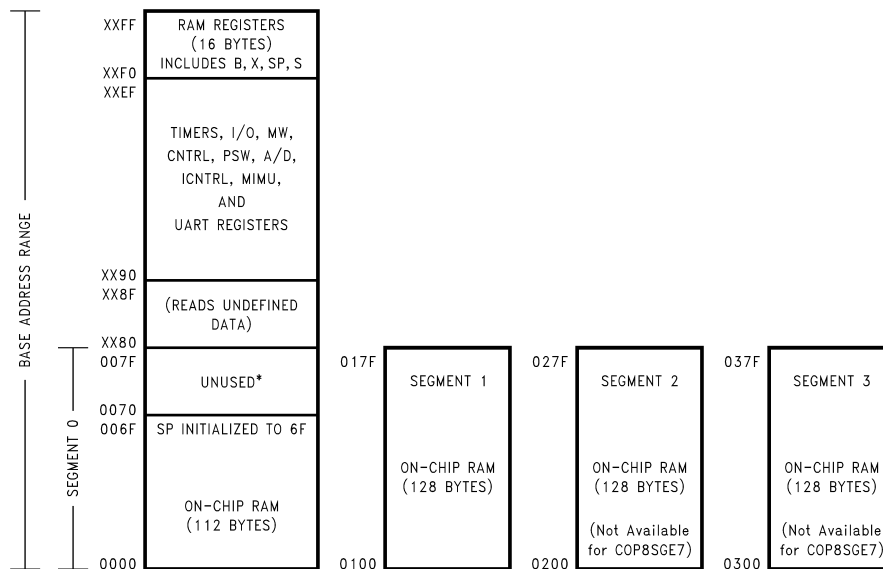 BASE ADDRESS RANGE
SEGMENT 0
XXFF
RAM REGISTERS
(16 BYTES)
INCLUDES B, X, SP, S
XXF0
XXEF
TIMERS, I/O, MW,
CNTRL, PSW, A/D,
ICNTRL, MIMU,
AND
UART REGISTERS
XX90
XX8F
(READS UNDEFINED
DATA)
XX80
007F
UNUSED*
0070
006F
SP INITIALIZED TO 6F
ON-CHIP RAM
(112 BYTES)
0000
017F
SEGMENT 1
ON-CHIP RAM
(128 BYTES)
0100
027F
SEGMENT 2
ON-CHIP RAM
(128 BYTES)
(Not Available
for COP8SGE7)
0200
037F
SEGMENT 3
ON-CHIP RAM
(128 BYTES)
(Not Available
for COP8SGE7)
0300